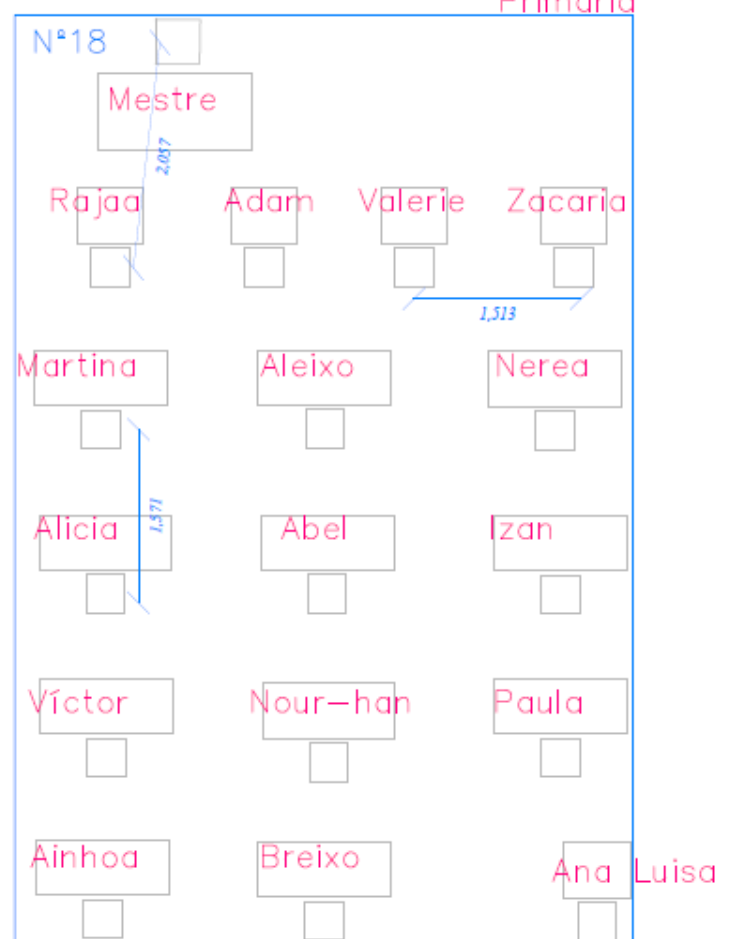 Primaria
Nº18
Mestre
2,057
Rajaa Adam Valerie Zacaria
1,513
Martina Aleixo Nerea
1,571
Alicia Abel Izan
Víctor Nour-han Paula
Ainhoa Breixo Ana Luisa